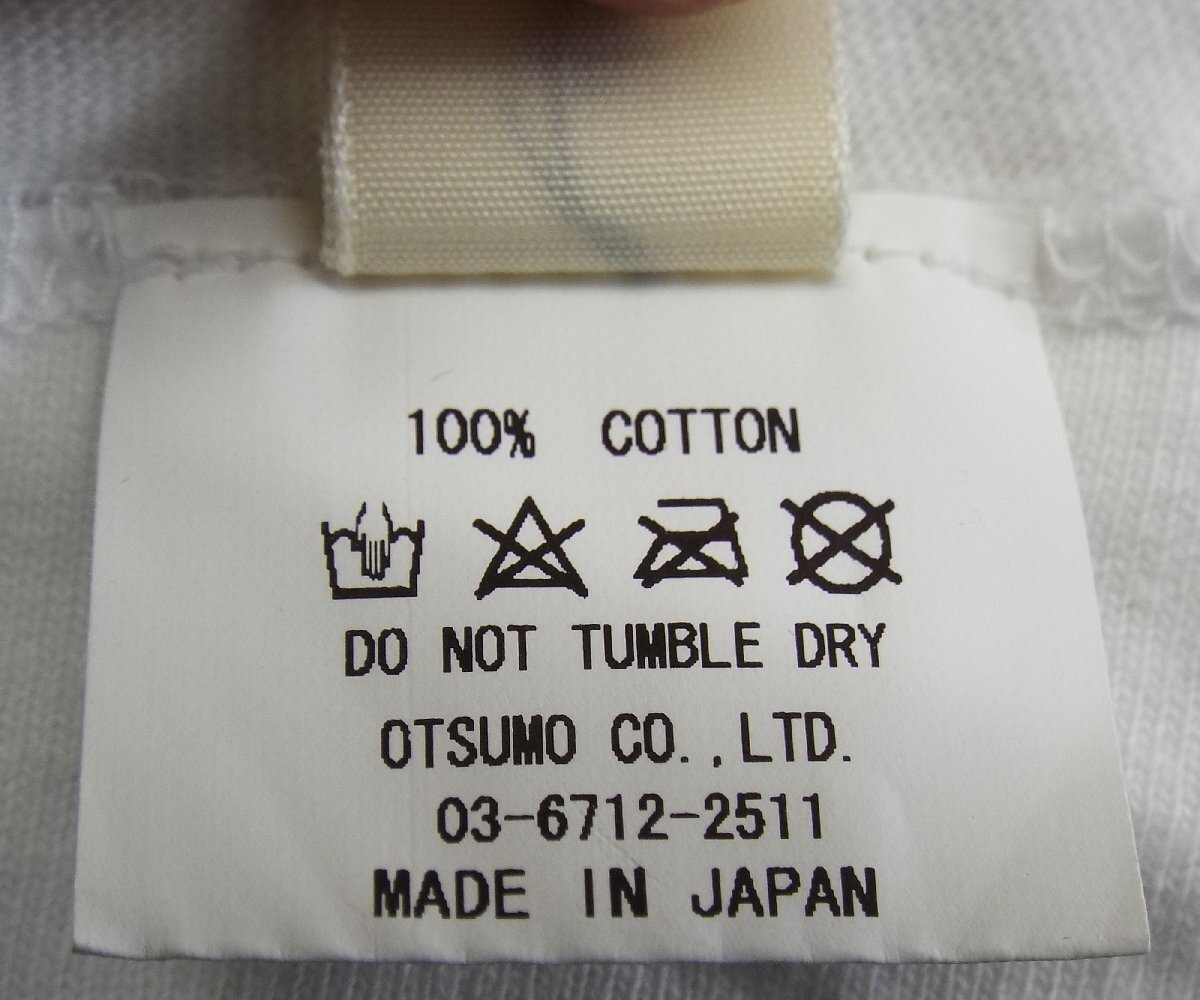 100% COTTON
DO NOT TUMBLE DRY
OTSUMO CO.,LTD.
03-6712-2511
MADE IN JAPAN